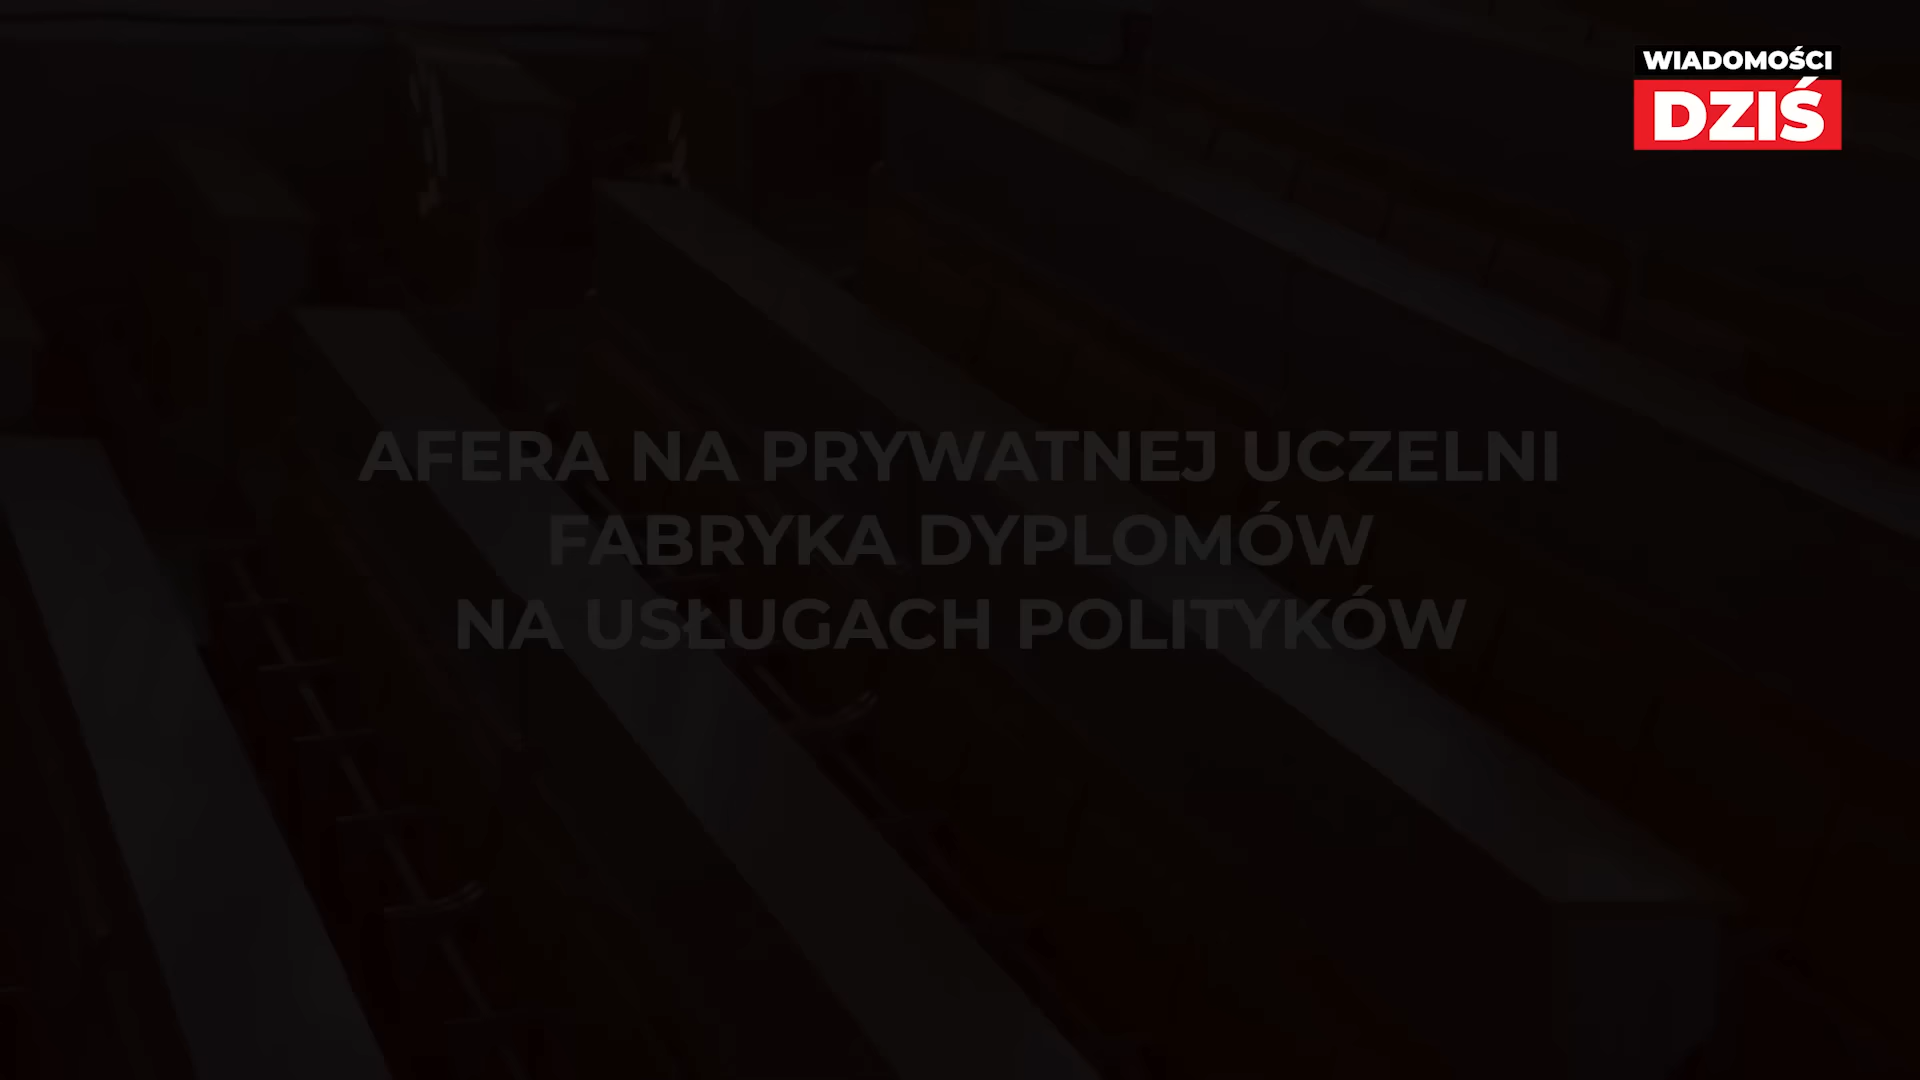 WIADOMOŚCI
DZIŚ
AFERA NA PRYWATNEJ UCZELNI
FABRYKA DYPLOMÓW
NA USŁUGACH POLITYKÓW